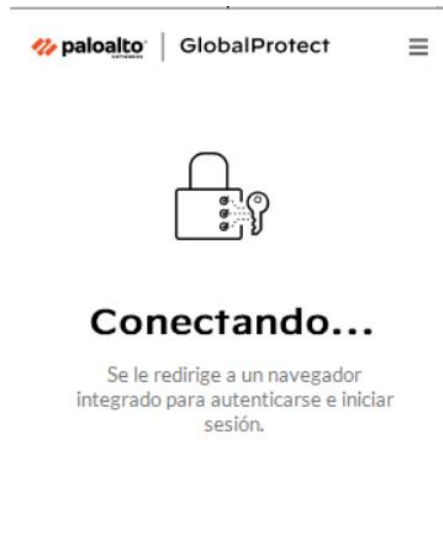 paloalto | GlobalProtect
Conectando...
Se le redirige a un navegador
integrado para autenticarse e iniciar
sesión.